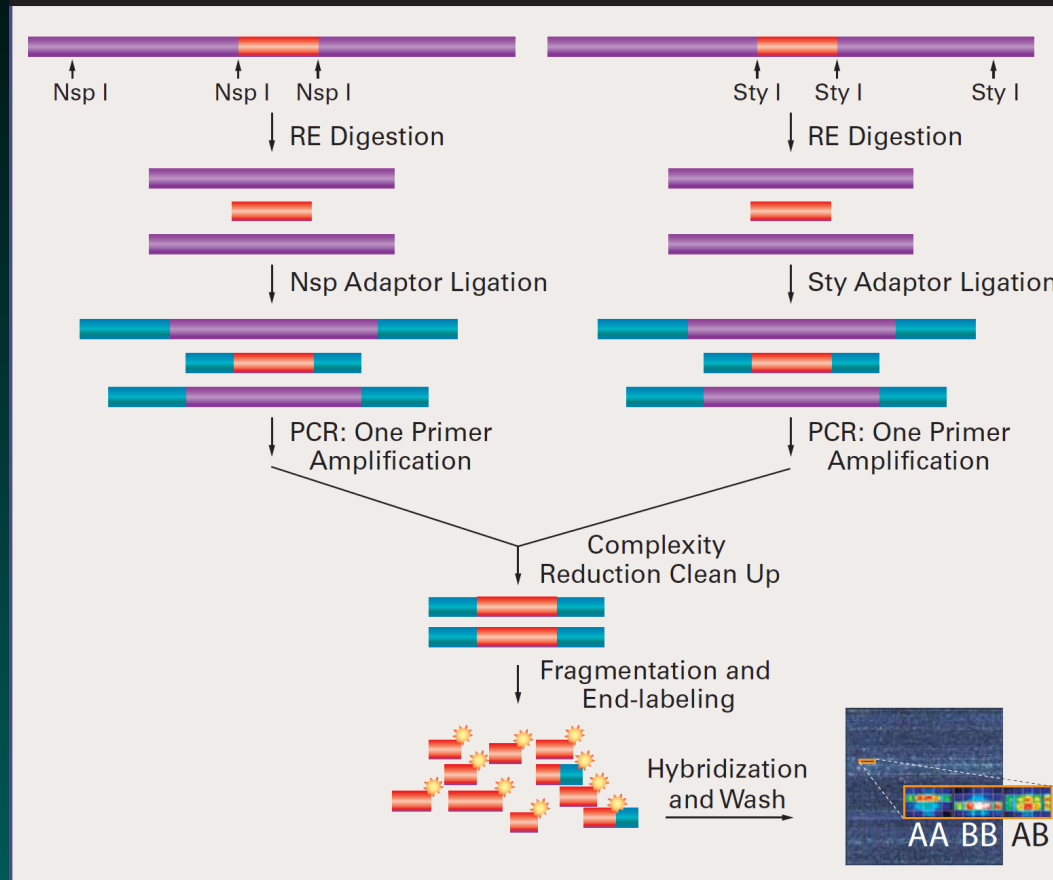 Nsp I
Nsp I
Nsp I
Sty I
Sty I
Sty I
RE Digestion
RE Digestion
Nsp Adaptor Ligation
Sty Adaptor Ligation
PCR: One Primer
Amplification
PCR: One Primer
Amplification
Complexity
Reduction Clean Up
Fragmentation and
End-labeling
Hybridization
and Wash
AA BB AB